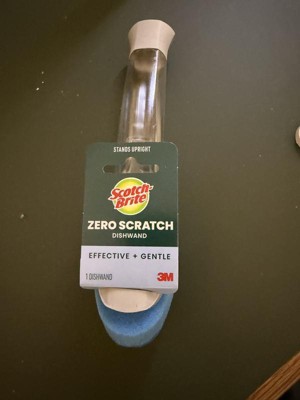 STANDS UPRIGHT
Scotch-
Brite
ZERO SCRATCH
DISHWAND
EFFECTIVE + GENTLE
1 DISHWAND
3M